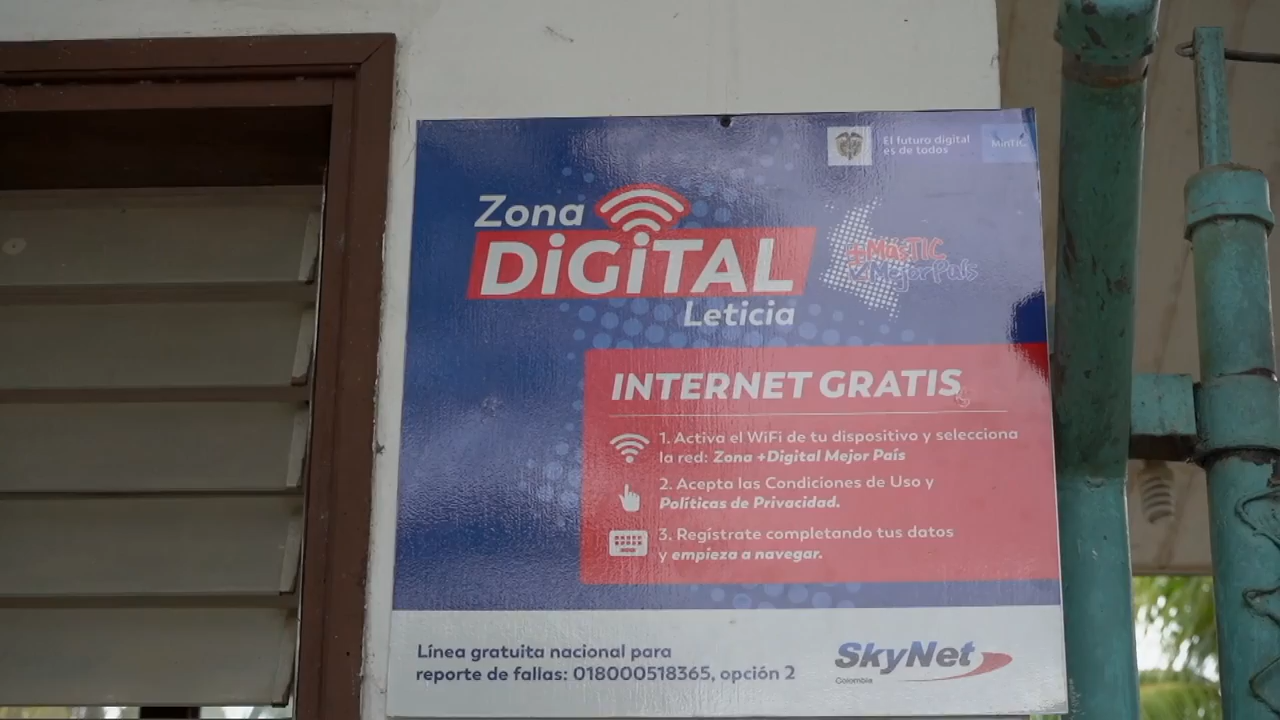 El futuro digital
es de todos
MinTIC
Zona
DiGiTAL
Leticia
#MásTIC
MejorPaís
INTERNET GRATIS
1. Activa el WiFi de tu dispositivo y selecciona
la red: Zona +Digital Mejor País
2. Acepta las Condiciones de Uso y
Políticas de Privacidad.
3. Regístrate completando tus datos
y empieza a navegar.
Línea gratuita nacional para
reporte de fallas: 018000518365, opción 2
SkyNet
Colombia